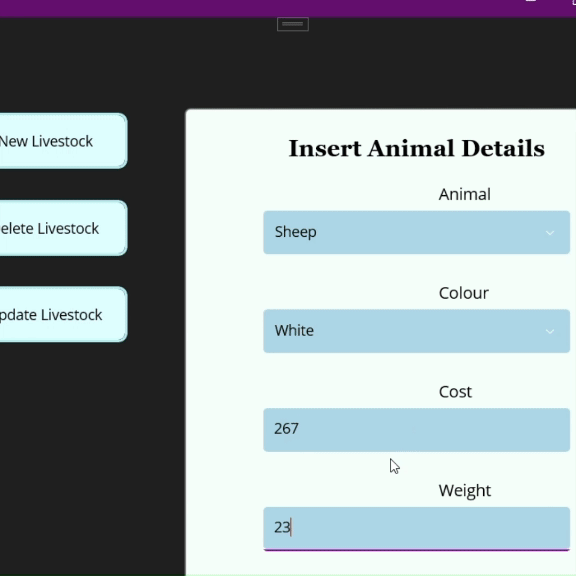 New Livestock
elete Livestock
pdate Livestock
Insert Animal Details
Animal
Sheep
Colour
White
Cost
267
Weight
23